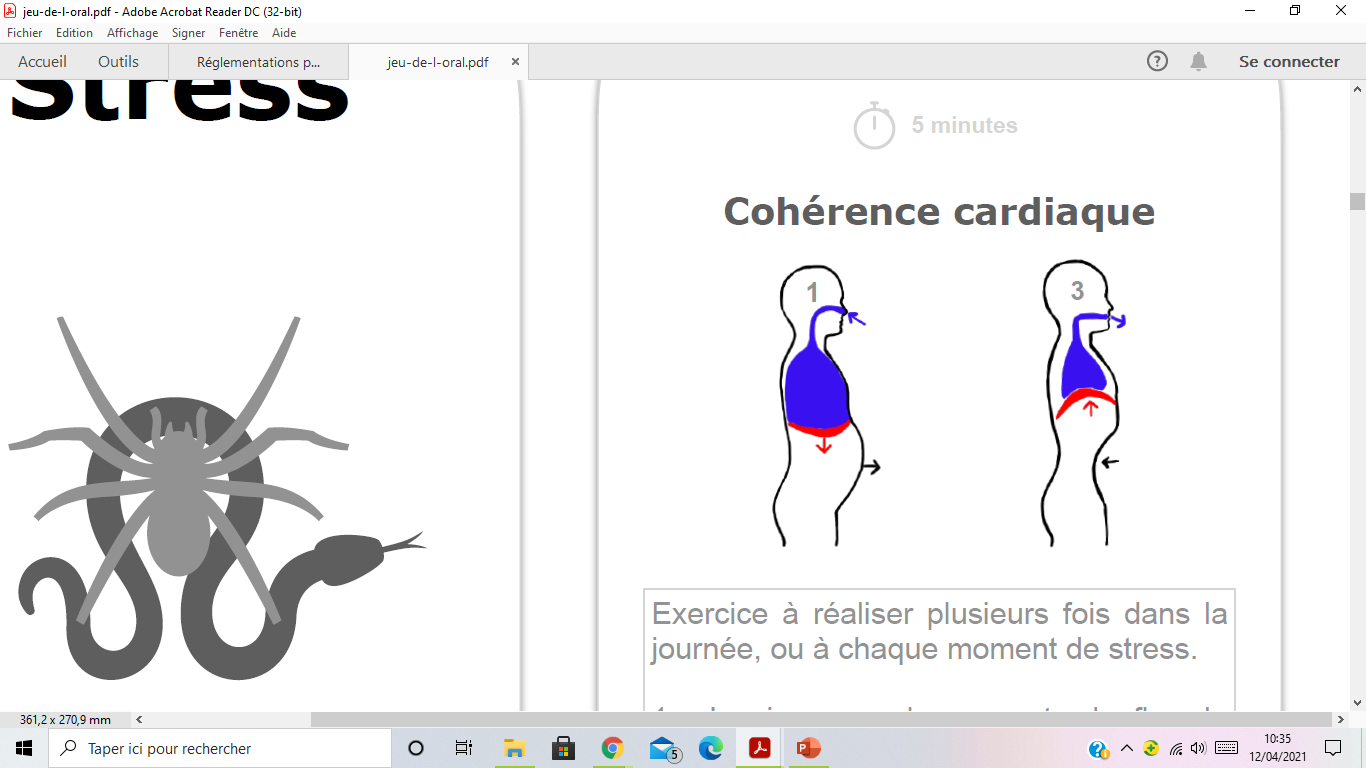 jeu-de-l-oral.pdf - Adobe Acrobat Reader DC (32-bit)
Fichier Edition Affichage Signer Fenêtre Aide
Accueil Outils Réglementations p... jeu-de-l-oral.pdf × ? Se connecter
Stress
5 minutes
Cohérence cardiaque
1 3
Exercice à réaliser plusieurs fois dans la
journée, ou à chaque moment de stress.
361,2 x 270,9 mm
Taper ici pour rechercher
5
10:35
12/04/2021